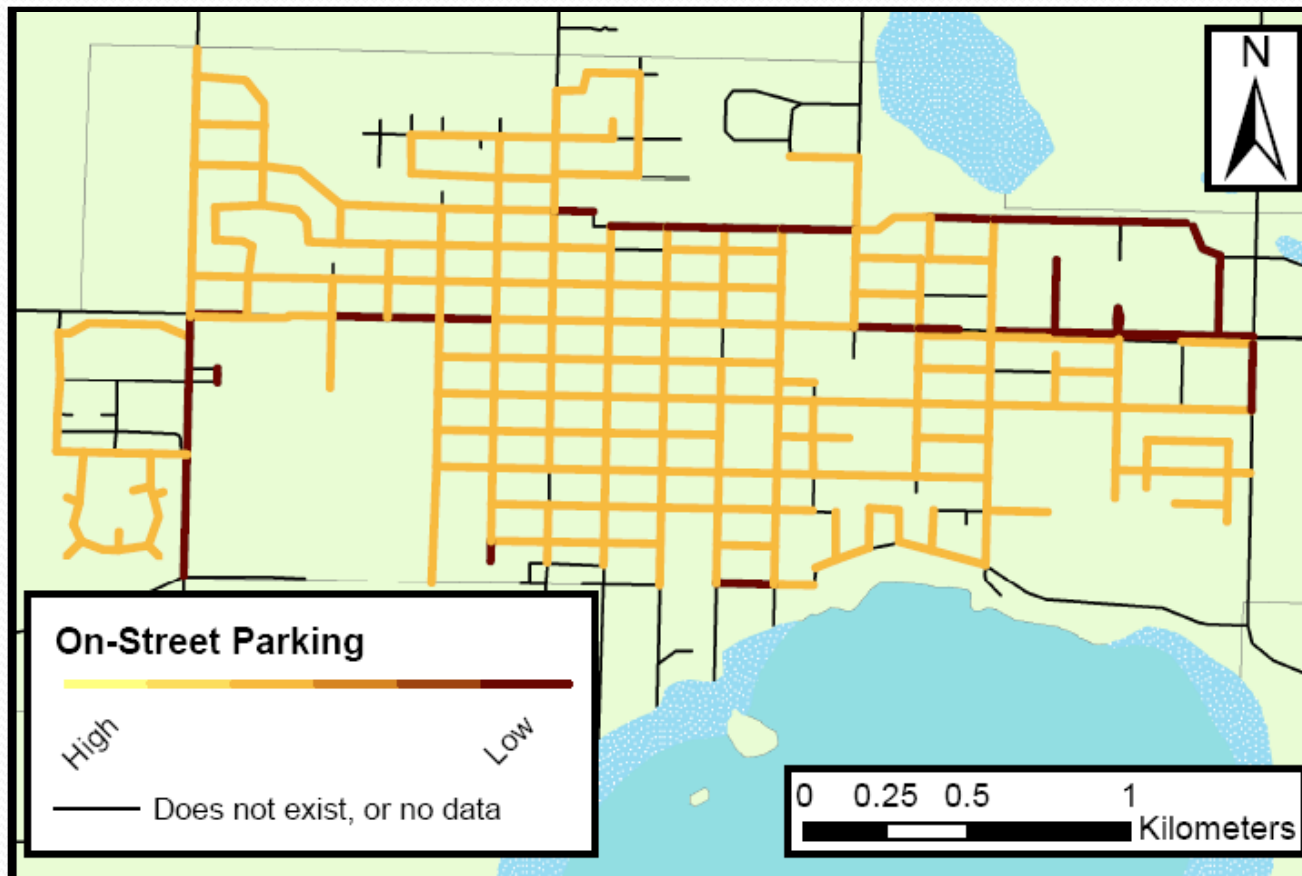 N
On-Street Parking
High
Low
Does not exist, or no data
0 0.25 0.5 1
Kilometers